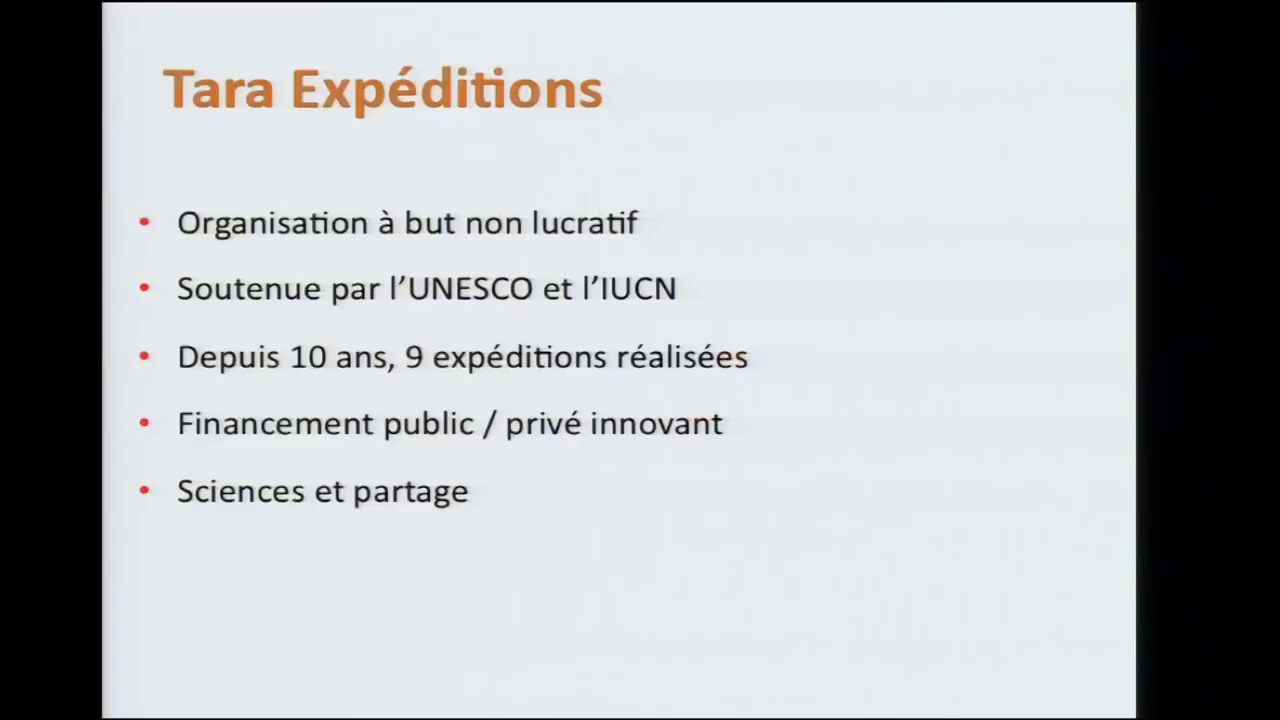 Tara Expéditions
• Organisation à but non lucratif
• Soutenue par l’UNESCO et l’IUCN
• Depuis 10 ans, 9 expéditions réalisées
• Financement public / privé innovant
• Sciences et partage